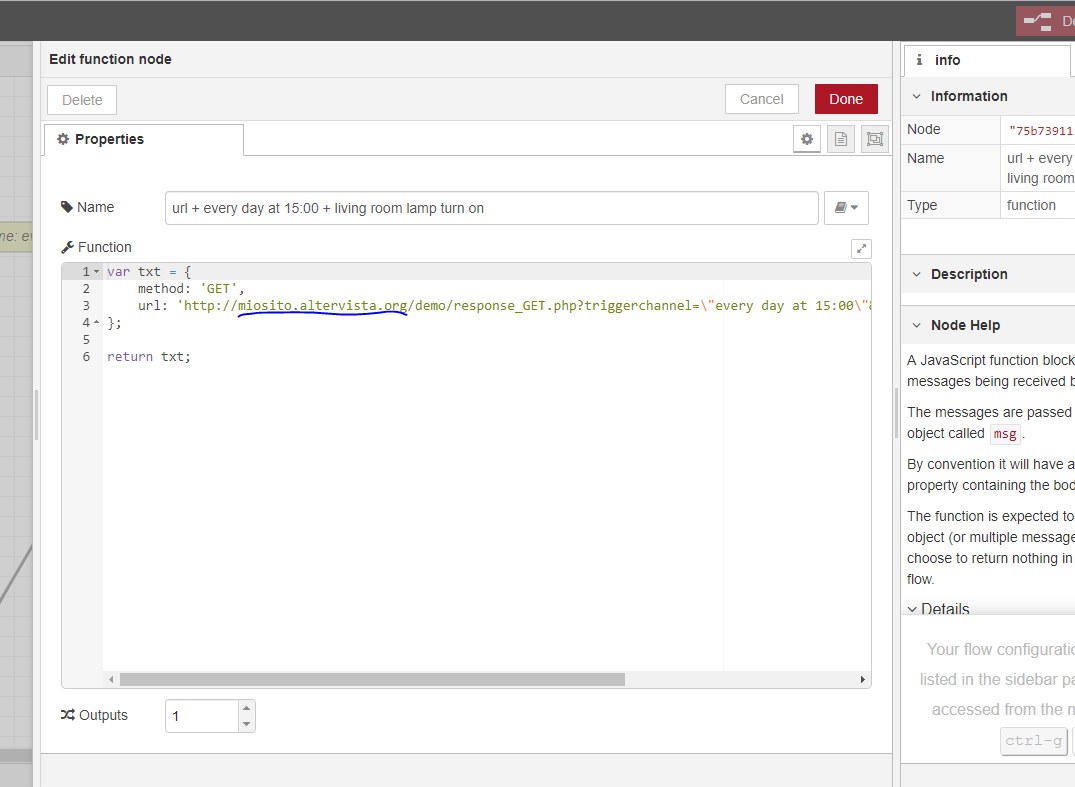 De
Edit function node
Delete
Cancel
Done
Properties
Name
url + every day at 15:00 + living room lamp turn on
Function
1 var txt = {
2 method: 'GET',
3 url: 'http://miosito.altervista.org/demo/response_GET.php?triggerchannel=\"every day at 15:00\"&
4 };
5
6 return txt;
Outputs
1
me: ev
info
Information
Node "75b73911
Name url + every
living room
Type function
Description
Node Help
A JavaScript function block
messages being received b
The messages are passed
object called msg .
By convention it will have a
property containing the bod
The function is expected to
object (or multiple message
choose to return nothing in
flow.
Details
Your flow configuratio
listed in the sidebar pa
accessed from the m
ctrl-g